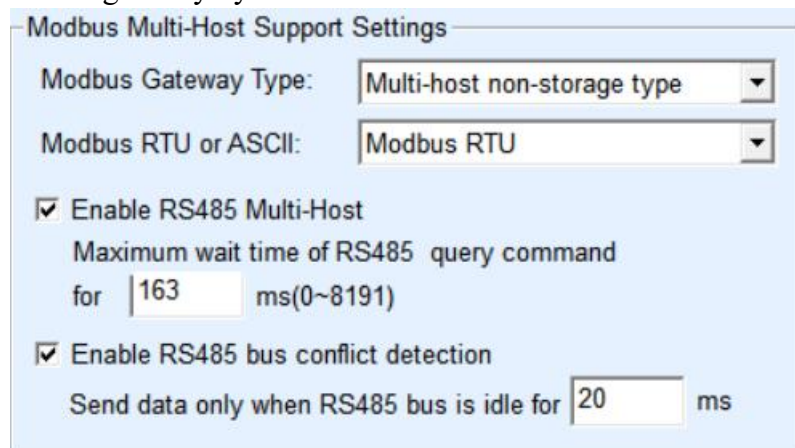 Modbus Multi-Host Support Settings
Modbus Gateway Type: Multi-host non-storage type
Modbus RTU or ASCII: Modbus RTU
Enable RS485 Multi-Host
Maximum wait time of RS485 query command
for 163 ms(0~8191)
Enable RS485 bus conflict detection
Send data only when RS485 bus is idle for 20 ms